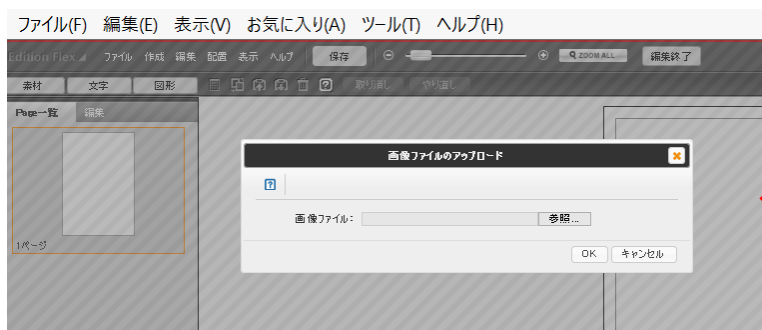 ファイル(F) 編集(E) 表示(V) お気に入り(A) ツール(T) ヘルプ(H)
Edition Flex ファイル 作成 編集 配置 表示 ヘルプ 保存 ZOOM ALL 編集終了
素材 文字 図形 取り消し やり直し
Page一覧 編集
画像ファイルのアップロード
画像ファイル: 参照...
1ページ
OK キャンセル